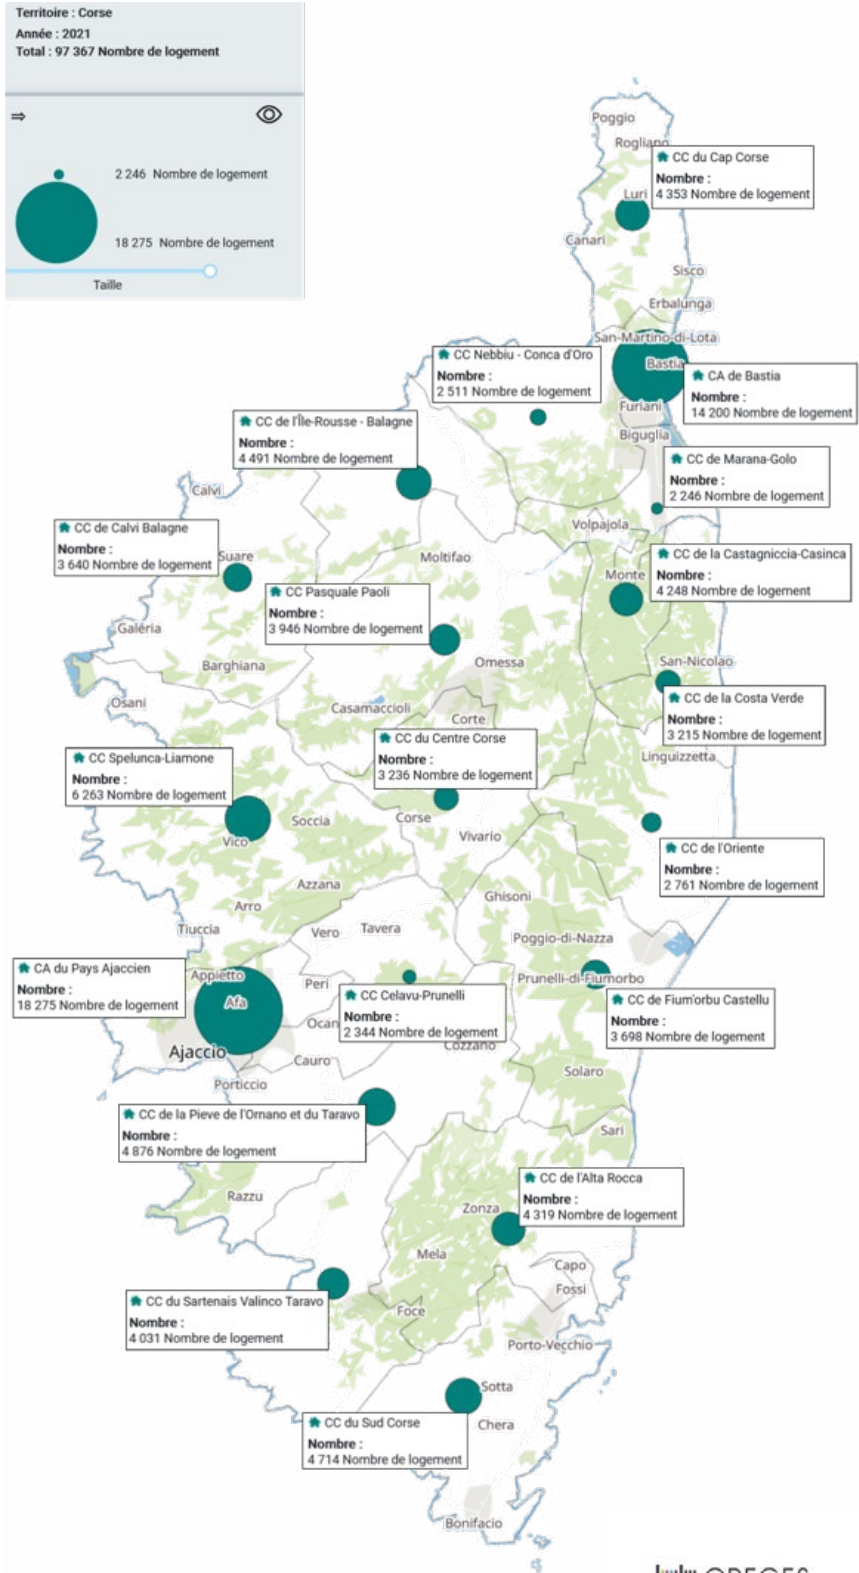 Territoire : Corse
Année : 2021
Total : 97 367 Nombre de logement
⇒
2 246 Nombre de logement
18 275 Nombre de logement
Taille
Poggio
Rogliano
CC du Cap Corse
Nombre :
4 353 Nombre de logement
Luri
Canari
Sisco
Erbalunga
San-Martino-di-Lota
CC Nebbiu - Conca d'Oro
Nombre :
2 511 Nombre de logement
Bastia
CA de Bastia
Nombre :
14 200 Nombre de logement
Furiani
Biguglia
CC de l'Île-Rousse - Balagne
Nombre :
4 491 Nombre de logement
CC de Marana-Golo
Nombre :
2 246 Nombre de logement
Calvi
CC de Calvi Balagne
Nombre :
3 640 Nombre de logement
Volpajola
Suare
Moltifao
CC de la Castagniccia-Casinca
Nombre :
4 248 Nombre de logement
Monte
CC Pasquale Paoli
Nombre :
3 946 Nombre de logement
Galéria
Barghiana
Omessa
San-Nicolao
Osani
Casamaccioli
Corte
CC de la Costa Verde
Nombre :
3 215 Nombre de logement
CC du Centre Corse
Nombre :
3 236 Nombre de logement
Linguizzetta
CC Spelunca-Liamone
Nombre :
6 263 Nombre de logement
Soccia
Corse
Vico
Vivario
CC de l'Oriente
Nombre :
2 761 Nombre de logement
Azzana
Ghisoni
Arro
Tiuccia
Vero
Tavera
Poggio-di-Nazza
CA du Pays Ajaccien
Nombre :
18 275 Nombre de logement
Appietto
Afa
Peri
Prunelli-di-Fiumorbo
CC Celavu-Prunelli
Nombre :
2 344 Nombre de logement
CC de Fium'orbu Castellu
Nombre :
3 698 Nombre de logement
Ocan
Ajaccio
Cauro
Cozzano
Porticcio
Solaro
CC de la Pieve de l'Ornano et du Taravo
Nombre :
4 876 Nombre de logement
Sari
Razzu
CC de l'Alta Rocca
Nombre :
4 319 Nombre de logement
Zonza
Mela
Capo
Fossi
CC du Sartenais Valinco Taravo
Nombre :
4 031 Nombre de logement
Foce
Porto-Vecchio
Sotta
CC du Sud Corse
Nombre :
4 714 Nombre de logement
Chera
Bonifacio